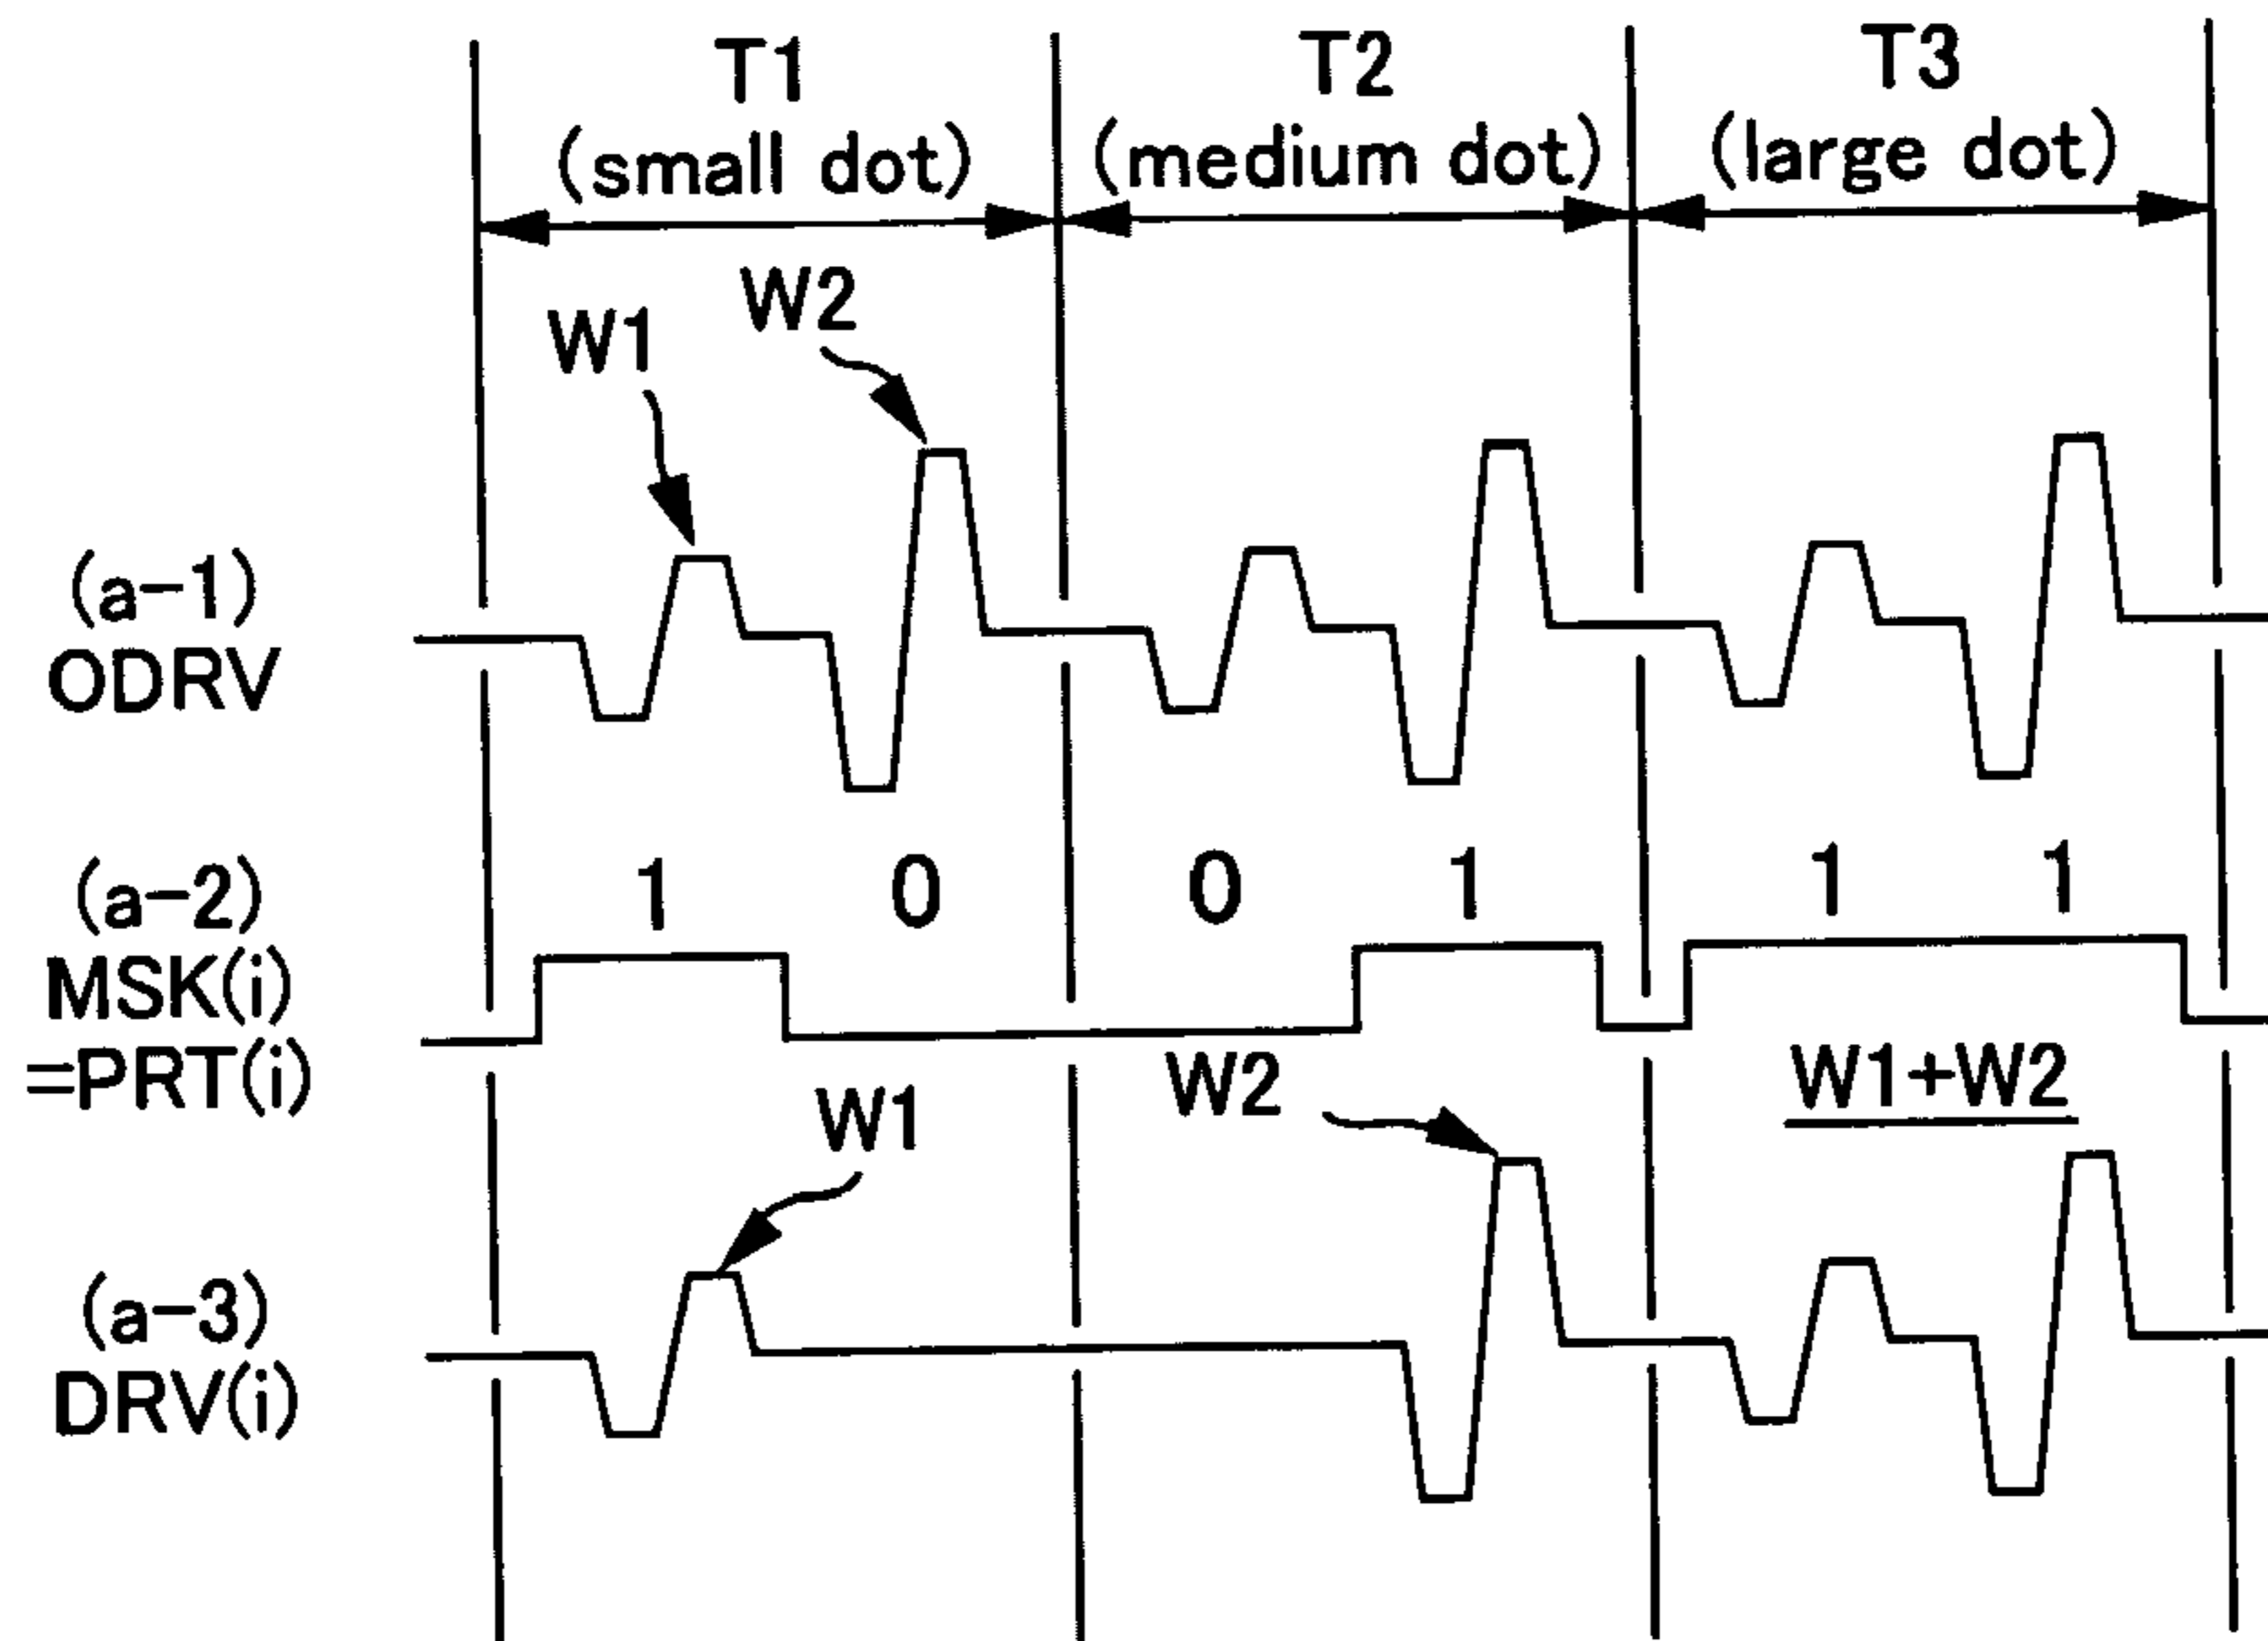 T1 T2 T3
(small dot) (medium dot) (large dot)
W1 W2
(a-1)
ODRV
(a-2) 1 0 0 1 1 1
MSK(i)
=PRT(i)
W1 W2 W1+W2
(a-3)
DRV(i)